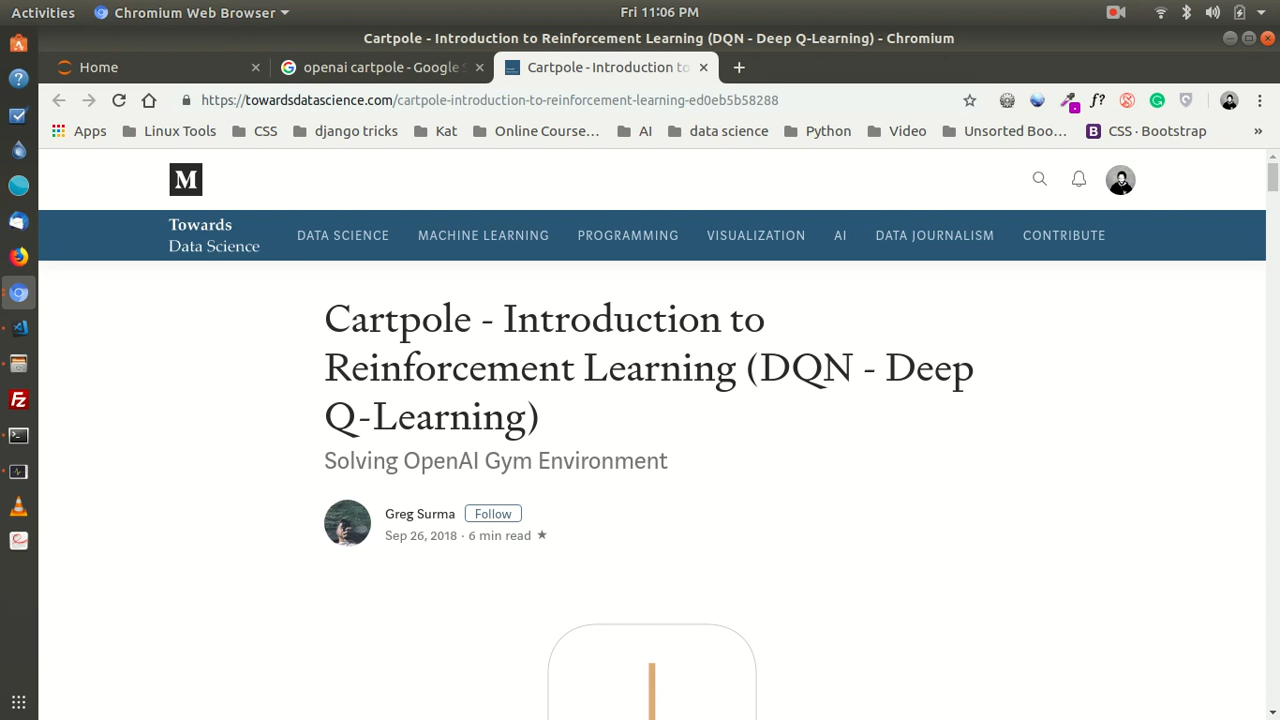 Activities Chromium Web Browser Fri 11:06 PM
Cartpole - Introduction to Reinforcement Learning (DQN - Deep Q-Learning) - Chromium
Home openai cartpole - Google S Cartpole - Introduction to
https://towardsdatascience.com/cartpole-introduction-to-reinforcement-learning-ed0eb5b58288 f?
Apps Linux Tools CSS django tricks Kat Online Course… AI data science Python Video Unsorted Boo… B CSS · Bootstrap »
M
Towards
Data Science
DATA SCIENCE MACHINE LEARNING PROGRAMMING VISUALIZATION AI DATA JOURNALISM CONTRIBUTE
Cartpole - Introduction to
Reinforcement Learning (DQN - Deep
Q-Learning)
Solving OpenAI Gym Environment
Greg Surma Follow
Sep 26, 2018 · 6 min read ★